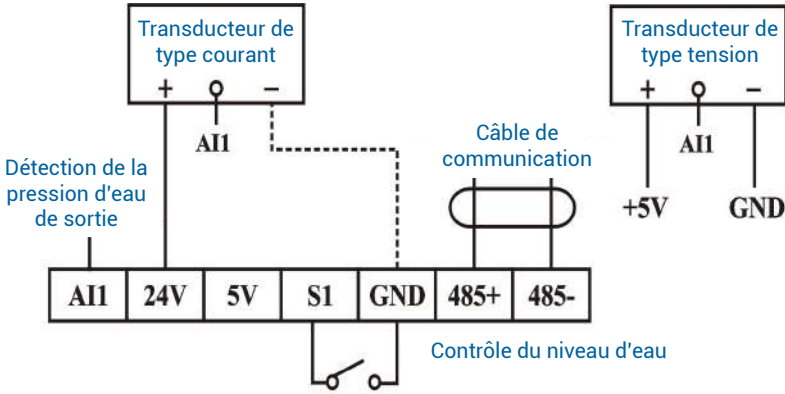 Transducteur de
type courant
+ −
AI1
Transducteur de
type tension
+ −
AI1
+5V GND
Détection de la
pression d'eau
de sortie
Câble de
communication
AI1 24V 5V S1 GND 485+ 485-
Contrôle du niveau d'eau